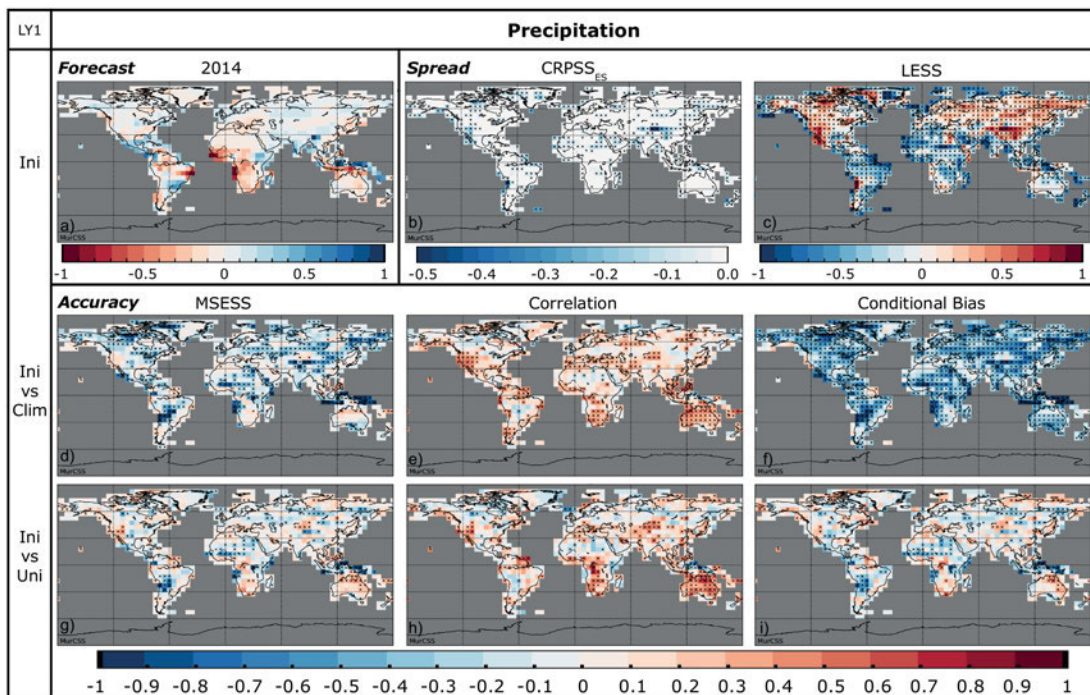 LY1
Precipitation
Forecast 2014
Spread CRPSS_ES
LESS
Ini
a)
MurCSS
b)
MurCSS
c)
MurCSS
-1 -0.5 0 0.5 1
-0.5 -0.4 -0.3 -0.2 -0.1 0.0
-1 -0.5 0 0.5 1
Accuracy MSESS
Correlation
Conditional Bias
Ini
vs
Clim
d)
MurCSS
e)
MurCSS
f)
MurCSS
Ini
vs
Uni
g)
MurCSS
h)
MurCSS
i)
MurCSS
-1 -0.9 -0.8 -0.7 -0.6 -0.5 -0.4 -0.3 -0.2 -0.1 0 0.1 0.2 0.3 0.4 0.5 0.6 0.7 0.8 0.9 1